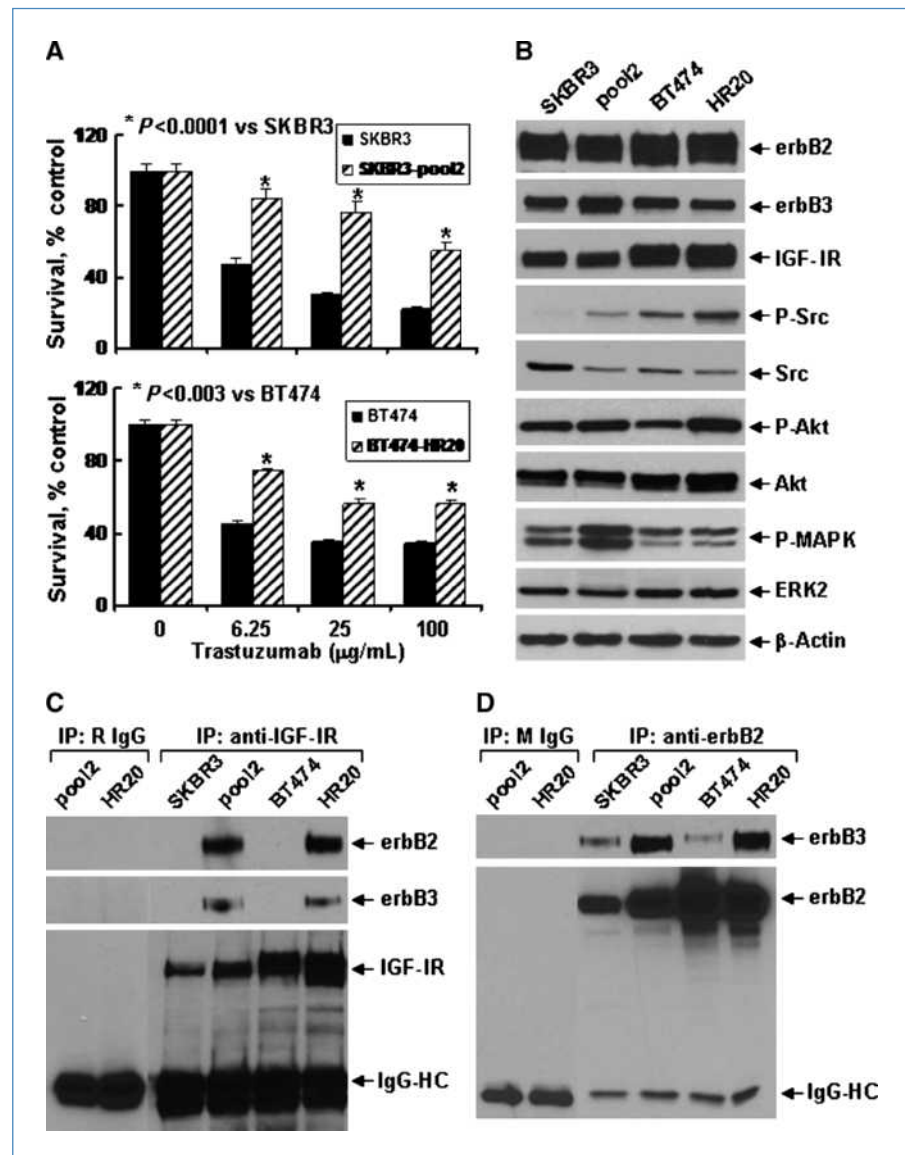 A
* P<0.0001 vs SKBR3
SKBR3
SKBR3-pool2
Survival, % control
120
80
40
0
* * *
* P<0.003 vs BT474
BT474
BT474-HR20
Survival, % control
120
80
40
0
* * *
0 6.25 25 100
Trastuzumab (µg/mL)
B
SKBR3 pool2 BT474 HR20
erbB2
erbB3
IGF-IR
P-Src
Src
P-Akt
Akt
P-MAPK
ERK2
β-Actin
C
IP: R IgG IP: anti-IGF-IR
pool2 HR20 SKBR3 pool2 BT474 HR20
erbB2
erbB3
IGF-IR
IgG-HC
D
IP: M IgG IP: anti-erbB2
pool2 HR20 SKBR3 pool2 BT474 HR20
erbB3
erbB2
IgG-HC